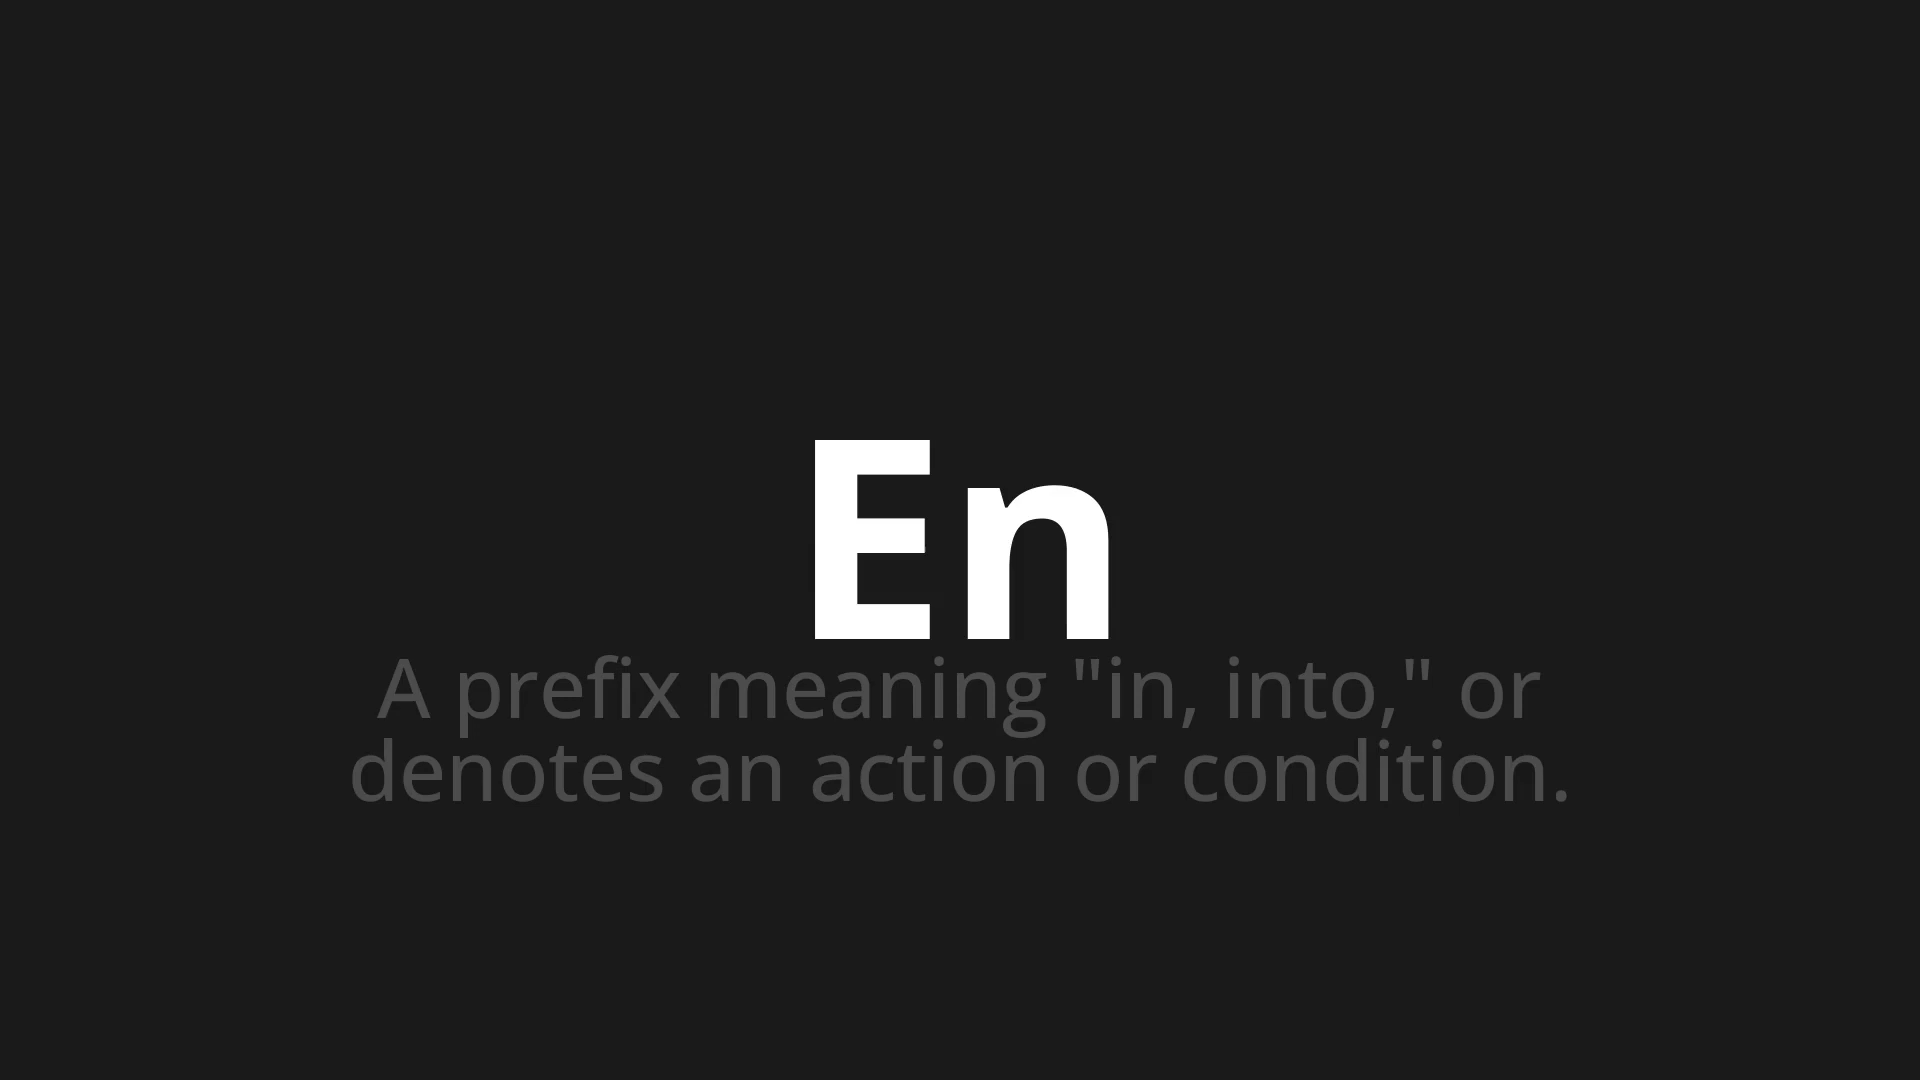 En
A prefix meaning "in, into," or
denotes an action or condition.